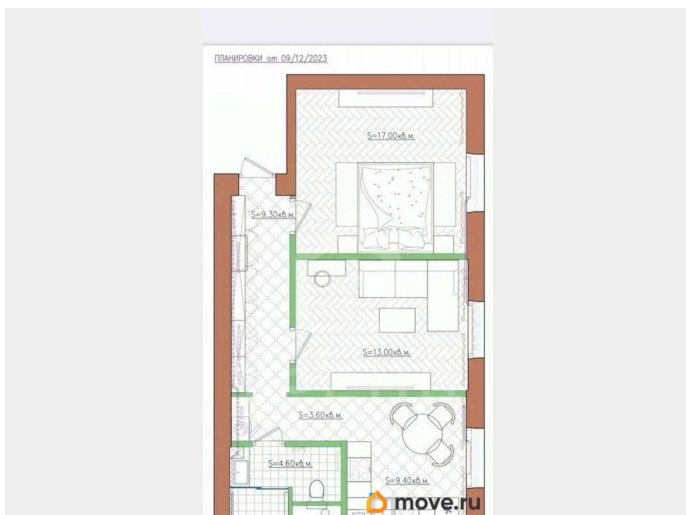 ПЛАНИРОВКИ от 09/12/2023
S=17,00кв.м.
S=9,30кв.м.
S=13,00кв.м.
S=3,60кв.м.
S=4,60кв.м.
S=9,40кв.м.
move.ru